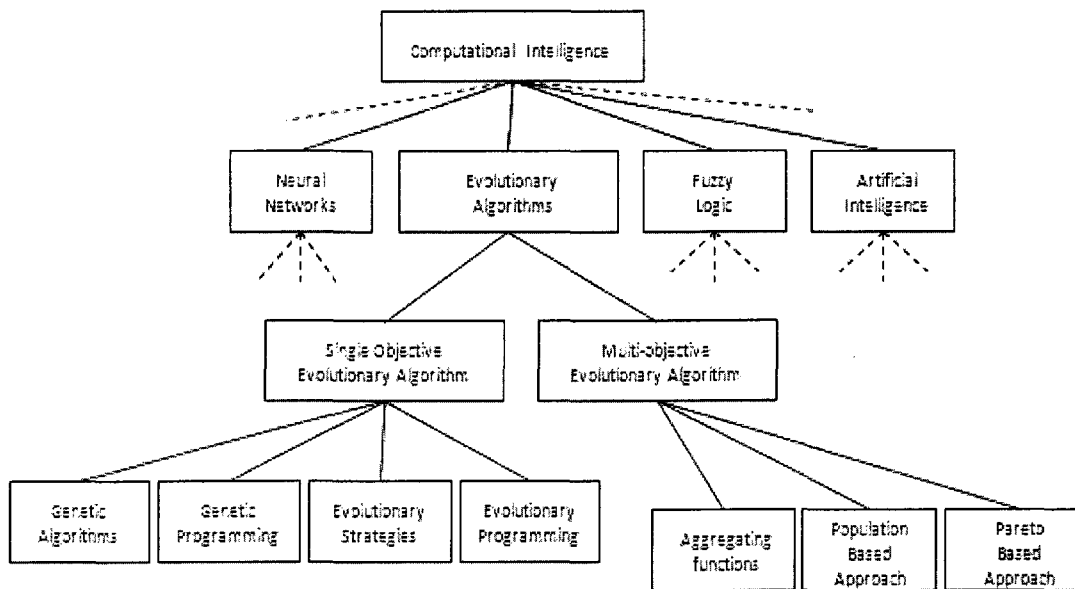 Computational Intelligence
Neural
Networks
Evolutionary
Algorithms
Fuzzy
Logic
Artificial
Intelligence
Single Objective
Evolutionary Algorithm
Multi-objective
Evolutionary Algorithm
Genetic
Algorithms
Genetic
Programming
Evolutionary
Strategies
Evolutionary
Programming
Aggregating
functions
Population
Based
Approach
Pareto
Based
Approach